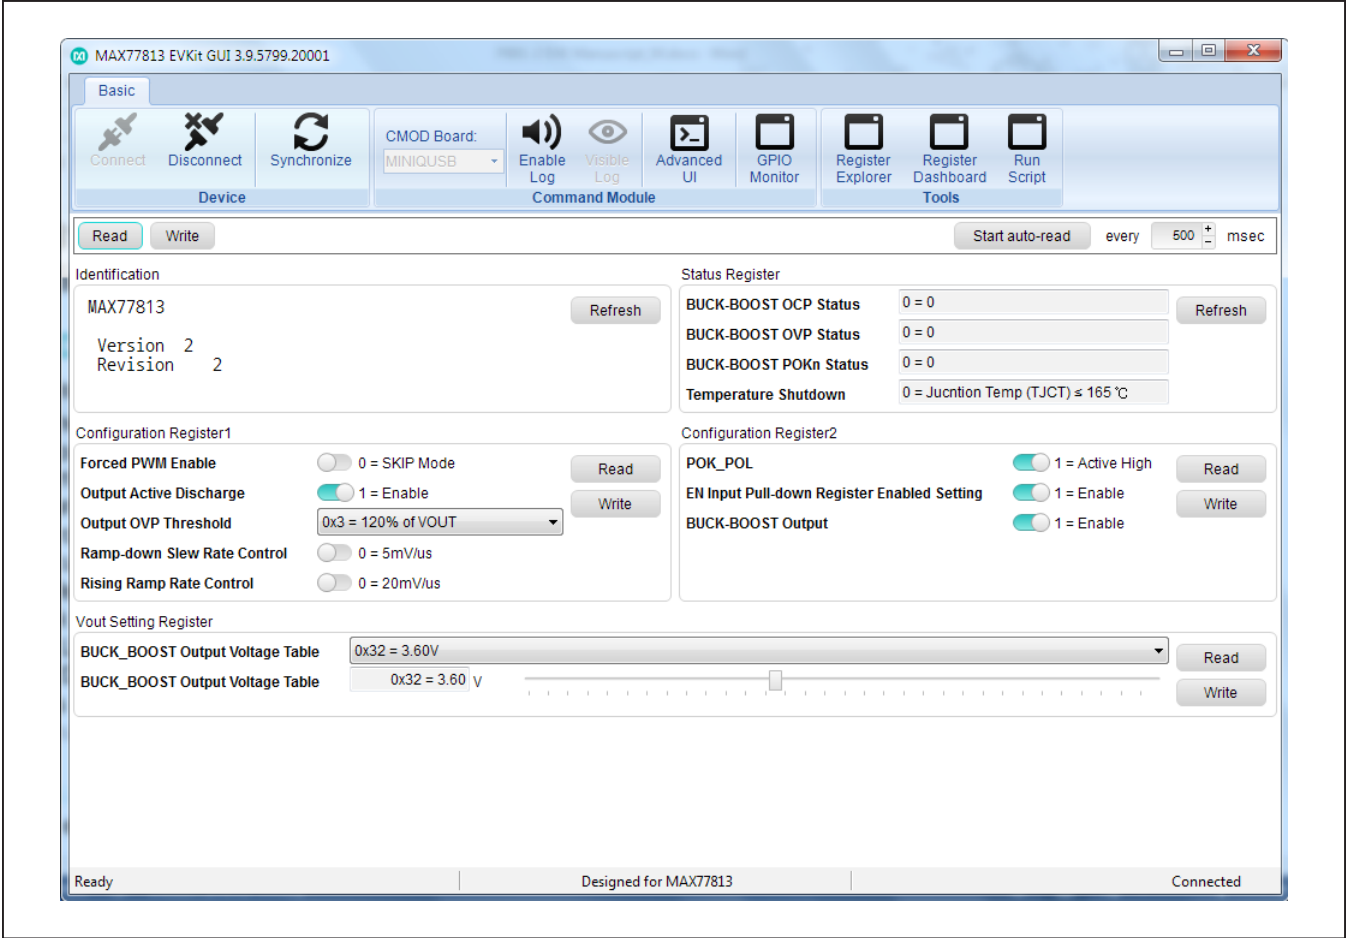 MAX77813 EVKit GUI 3.9.5799.20001
Basic
Connect
Disconnect
Synchronize
Device
CMOD Board:
MINIQUSB
Enable Log
Visible Log
Advanced UI
GPIO Monitor
Command Module
Register Explorer
Register Dashboard
Run Script
Tools
Read Write Start auto-read every 500 + - msec
Identification
MAX77813
Version 2
Revision 2
Refresh
Status Register
BUCK-BOOST OCP Status 0 = 0
BUCK-BOOST OVP Status 0 = 0
BUCK-BOOST POKn Status 0 = 0
Temperature Shutdown 0 = Jucntion Temp (TJCT) ≤ 165 ℃
Refresh
Configuration Register1
Forced PWM Enable 0 = SKIP Mode
Output Active Discharge 1 = Enable
Output OVP Threshold 0x3 = 120% of VOUT
Ramp-down Slew Rate Control 0 = 5mV/us
Rising Ramp Rate Control 0 = 20mV/us
Read
Write
Configuration Register2
POK_POL 1 = Active High
EN Input Pull-down Register Enabled Setting 1 = Enable
BUCK-BOOST Output 1 = Enable
Read
Write
Vout Setting Register
BUCK_BOOST Output Voltage Table 0x32 = 3.60V
BUCK_BOOST Output Voltage Table 0x32 = 3.60 V
Read
Write
Ready Designed for MAX77813 Connected